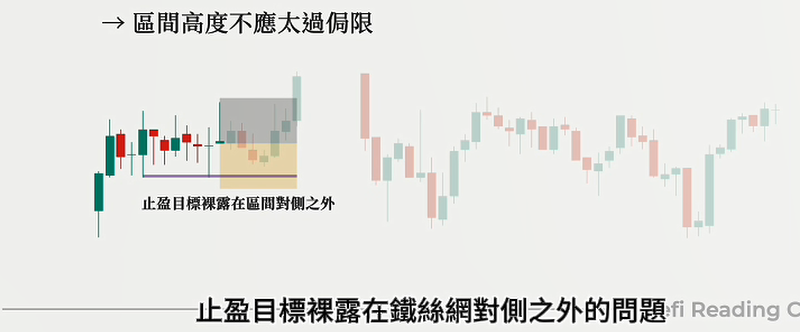 → 區間高度不應太過侷限
止盈目標裸露在區間對側之外
止盈目標裸露在鐵絲網對側之外的問題
efi Reading C